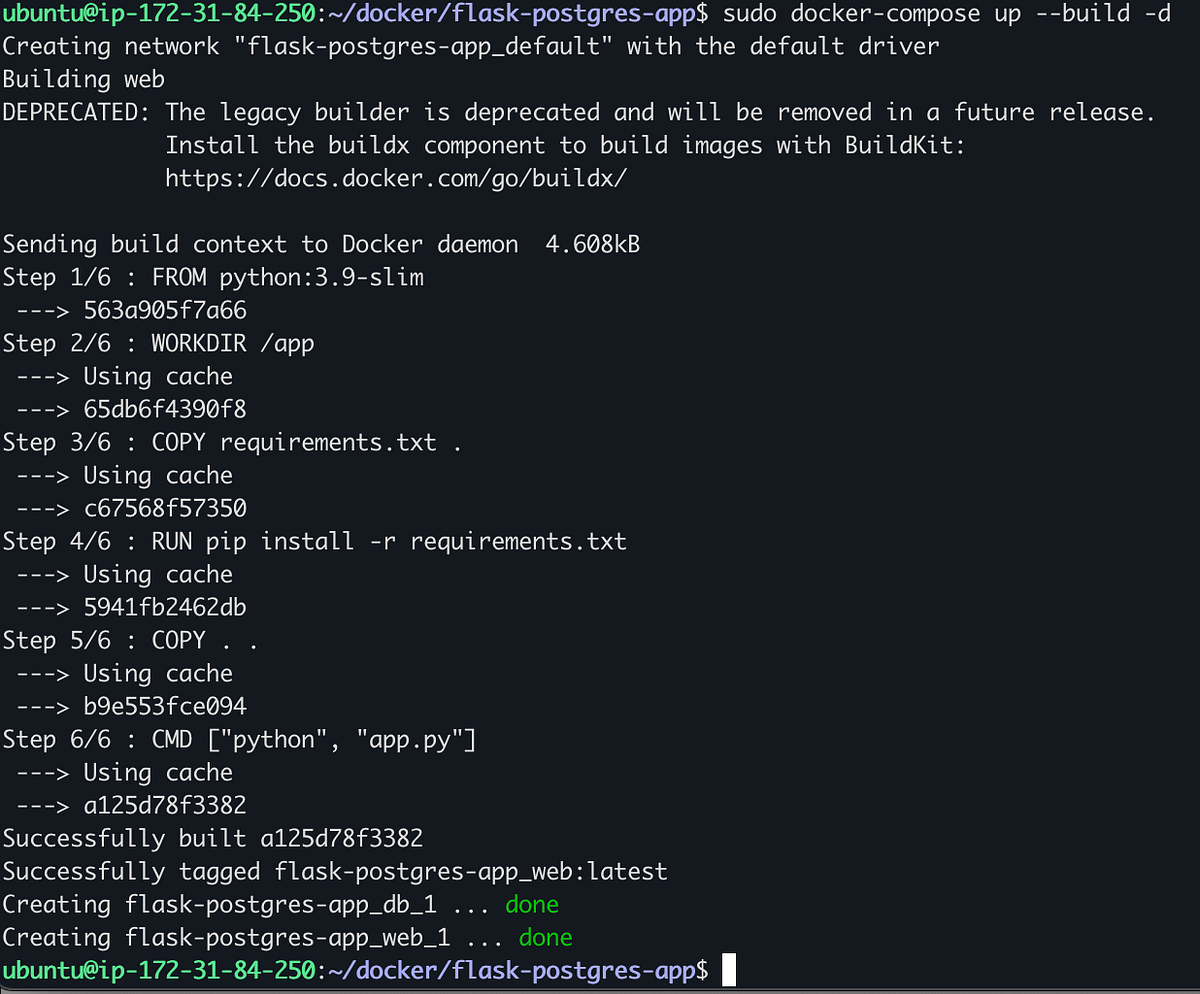 ubuntu@ip-172-31-84-250:~/docker/flask-postgres-app$ sudo docker-compose up --build -d
Creating network "flask-postgres-app_default" with the default driver
Building web
DEPRECATED: The legacy builder is deprecated and will be removed in a future release.
            Install the buildx component to build images with BuildKit:
            https://docs.docker.com/go/buildx/

Sending build context to Docker daemon  4.608kB
Step 1/6 : FROM python:3.9-slim
 ---> 563a905f7a66
Step 2/6 : WORKDIR /app
 ---> Using cache
 ---> 65db6f4390f8
Step 3/6 : COPY requirements.txt .
 ---> Using cache
 ---> c67568f57350
Step 4/6 : RUN pip install -r requirements.txt
 ---> Using cache
 ---> 5941fb2462db
Step 5/6 : COPY . .
 ---> Using cache
 ---> b9e553fce094
Step 6/6 : CMD ["python", "app.py"]
 ---> Using cache
 ---> a125d78f3382
Successfully built a125d78f3382
Successfully tagged flask-postgres-app_web:latest
Creating flask-postgres-app_db_1 ... done
Creating flask-postgres-app_web_1 ... done
ubuntu@ip-172-31-84-250:~/docker/flask-postgres-app$